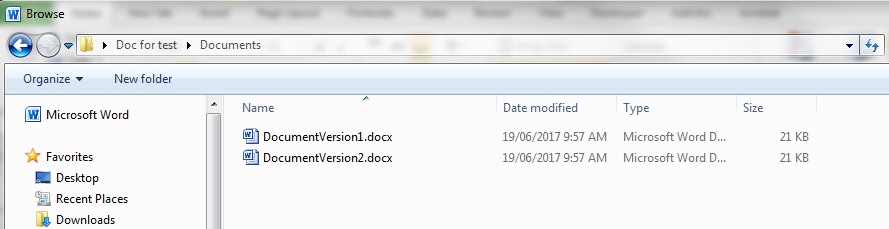 Browse
Doc for test Documents
Organize New folder
Microsoft Word
Favorites
Desktop
Recent Places
Downloads
Name Date modified Type Size
DocumentVersion1.docx 19/06/2017 9:57 AM Microsoft Word D... 21 KB
DocumentVersion2.docx 19/06/2017 9:57 AM Microsoft Word D... 21 KB